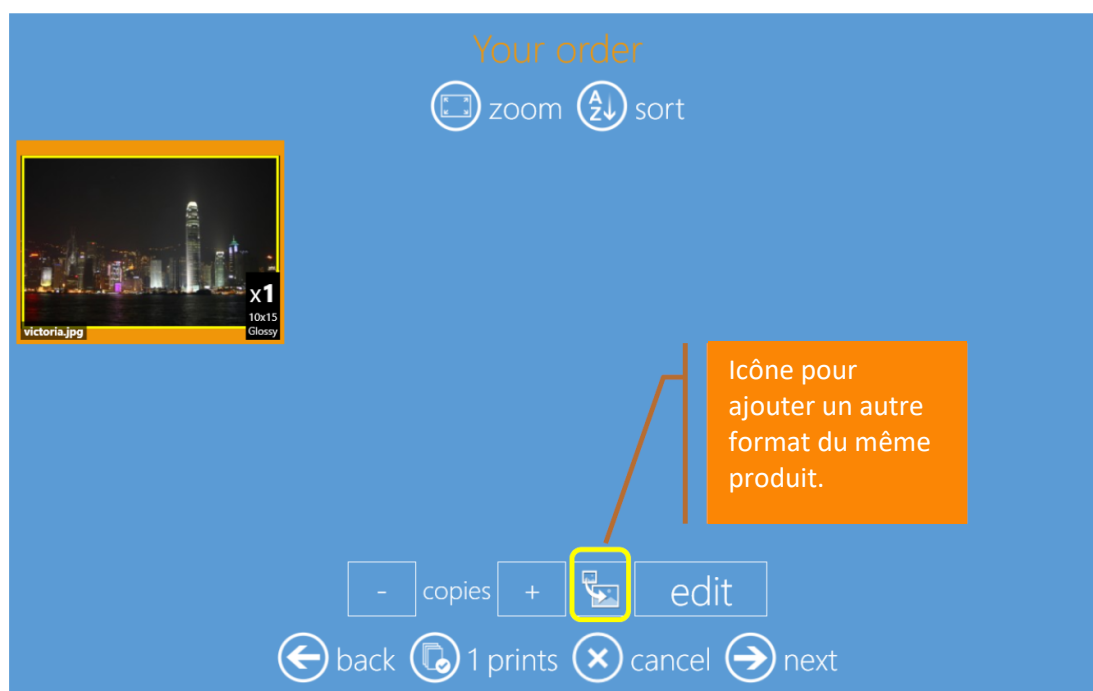 Your order
zoom sort
x1
10x15
victoria.jpg Glossy
Icône pour
ajouter un autre
format du même
produit.
- copies + edit
back 1 prints cancel next